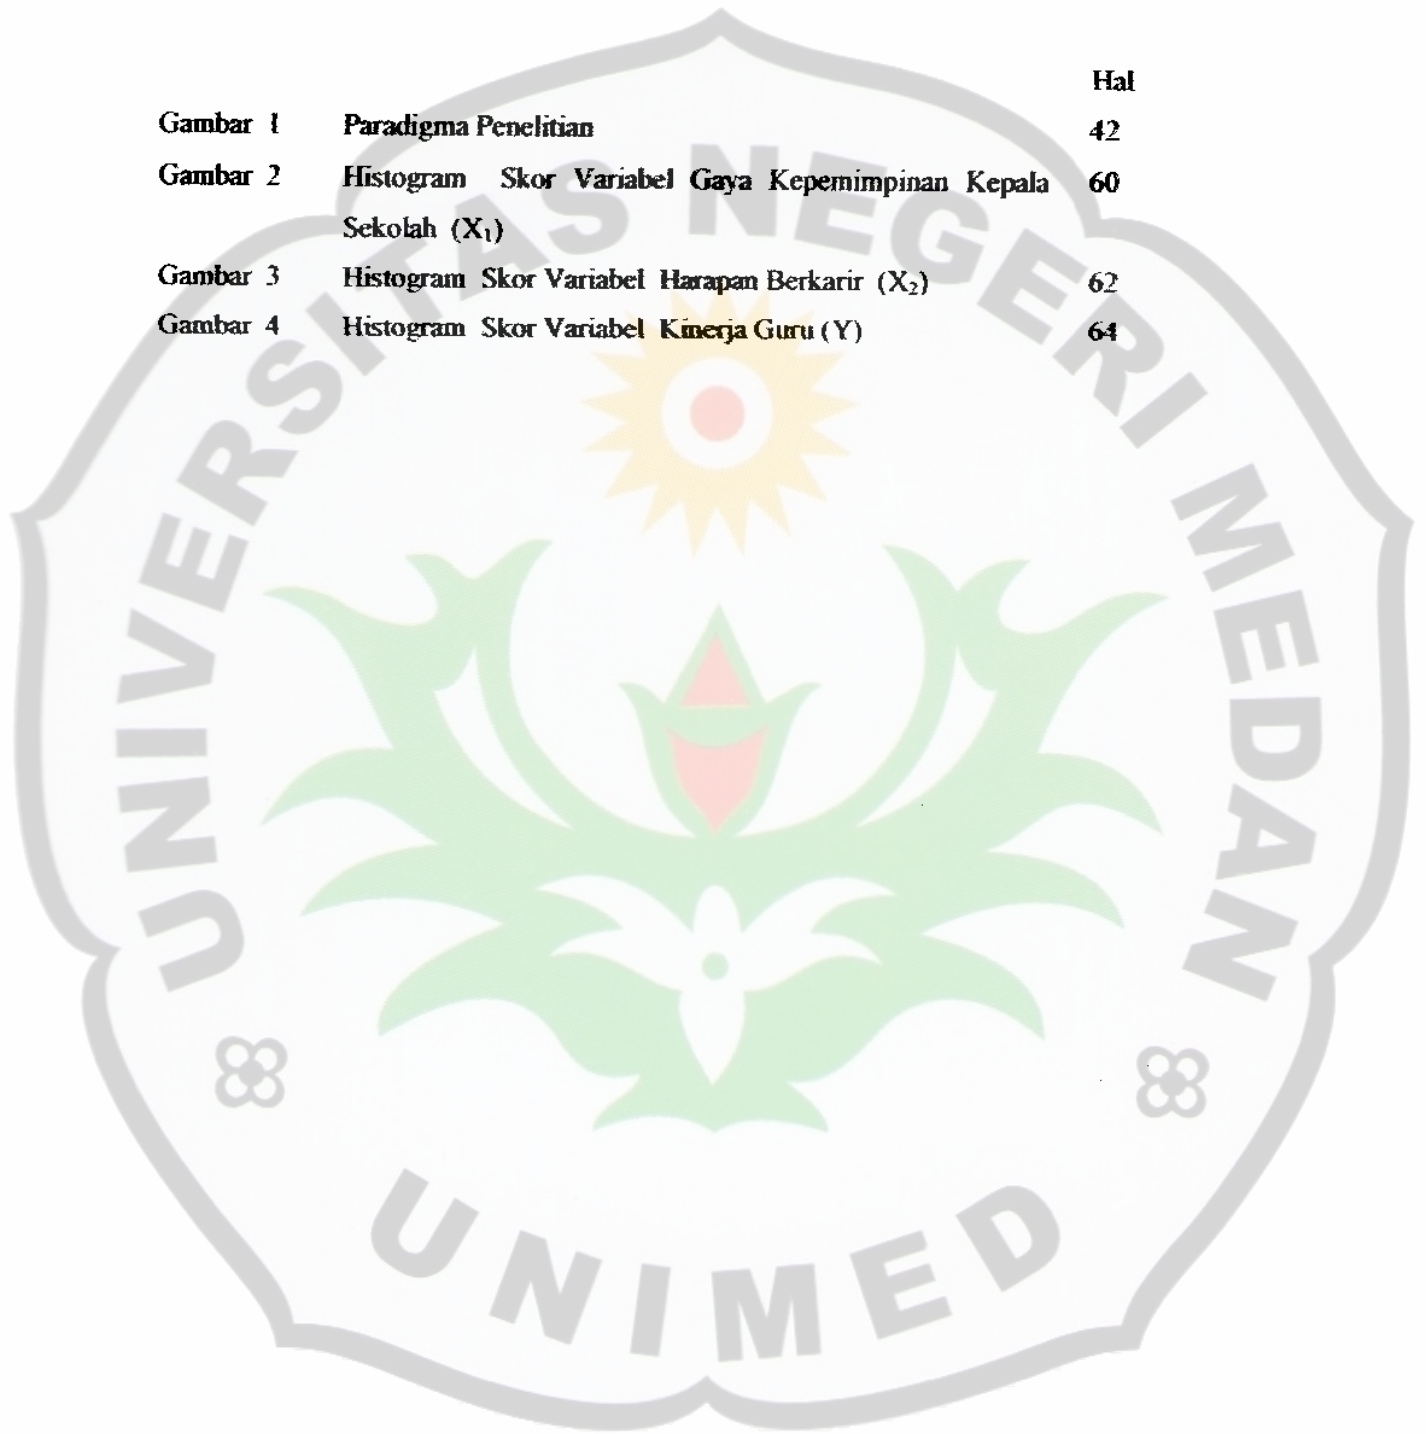 Hal
Gambar 1 Paradigma Penelitian 42
Gambar 2 Histogram Skor Variabel Gaya Kepemimpinan Kepala 60
Sekolah (X₁)
Gambar 3 Histogram Skor Variabel Harapan Berkarir (X₂) 62
Gambar 4 Histogram Skor Variabel Kinerja Guru (Y) 64
UNIVERSITAS NEGERI MEDAN
UNIMED